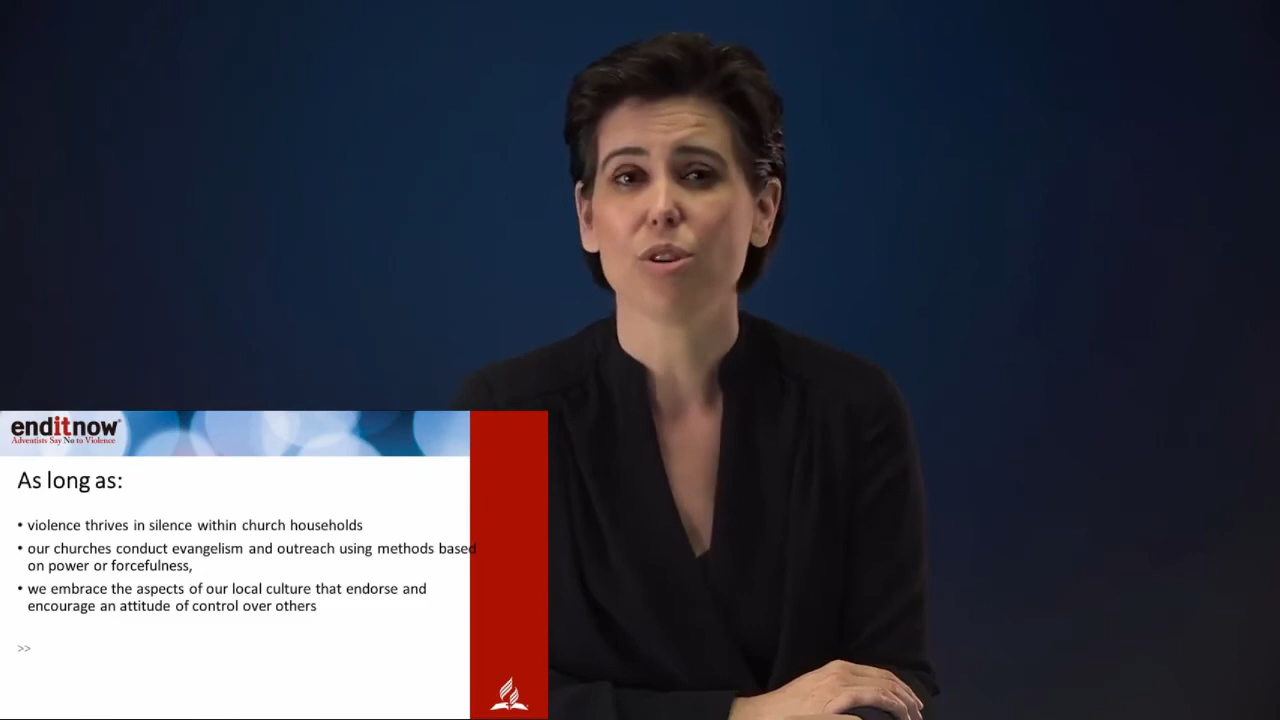 enditnow®
Adventists Say No to Violence
As long as:
• violence thrives in silence within church households
• our churches conduct evangelism and outreach using methods based
on power or forcefulness,
• we embrace the aspects of our local culture that endorse and
encourage an attitude of control over others
>>